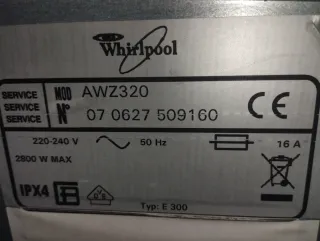 Whirlpool
SERVICE MOD AWZ320
SERVICE
SERVICE N° 07 0627 509160
CE
220-240 V ~ 50 Hz 16 A
2800 W MAX
IPX4
Typ: E 300